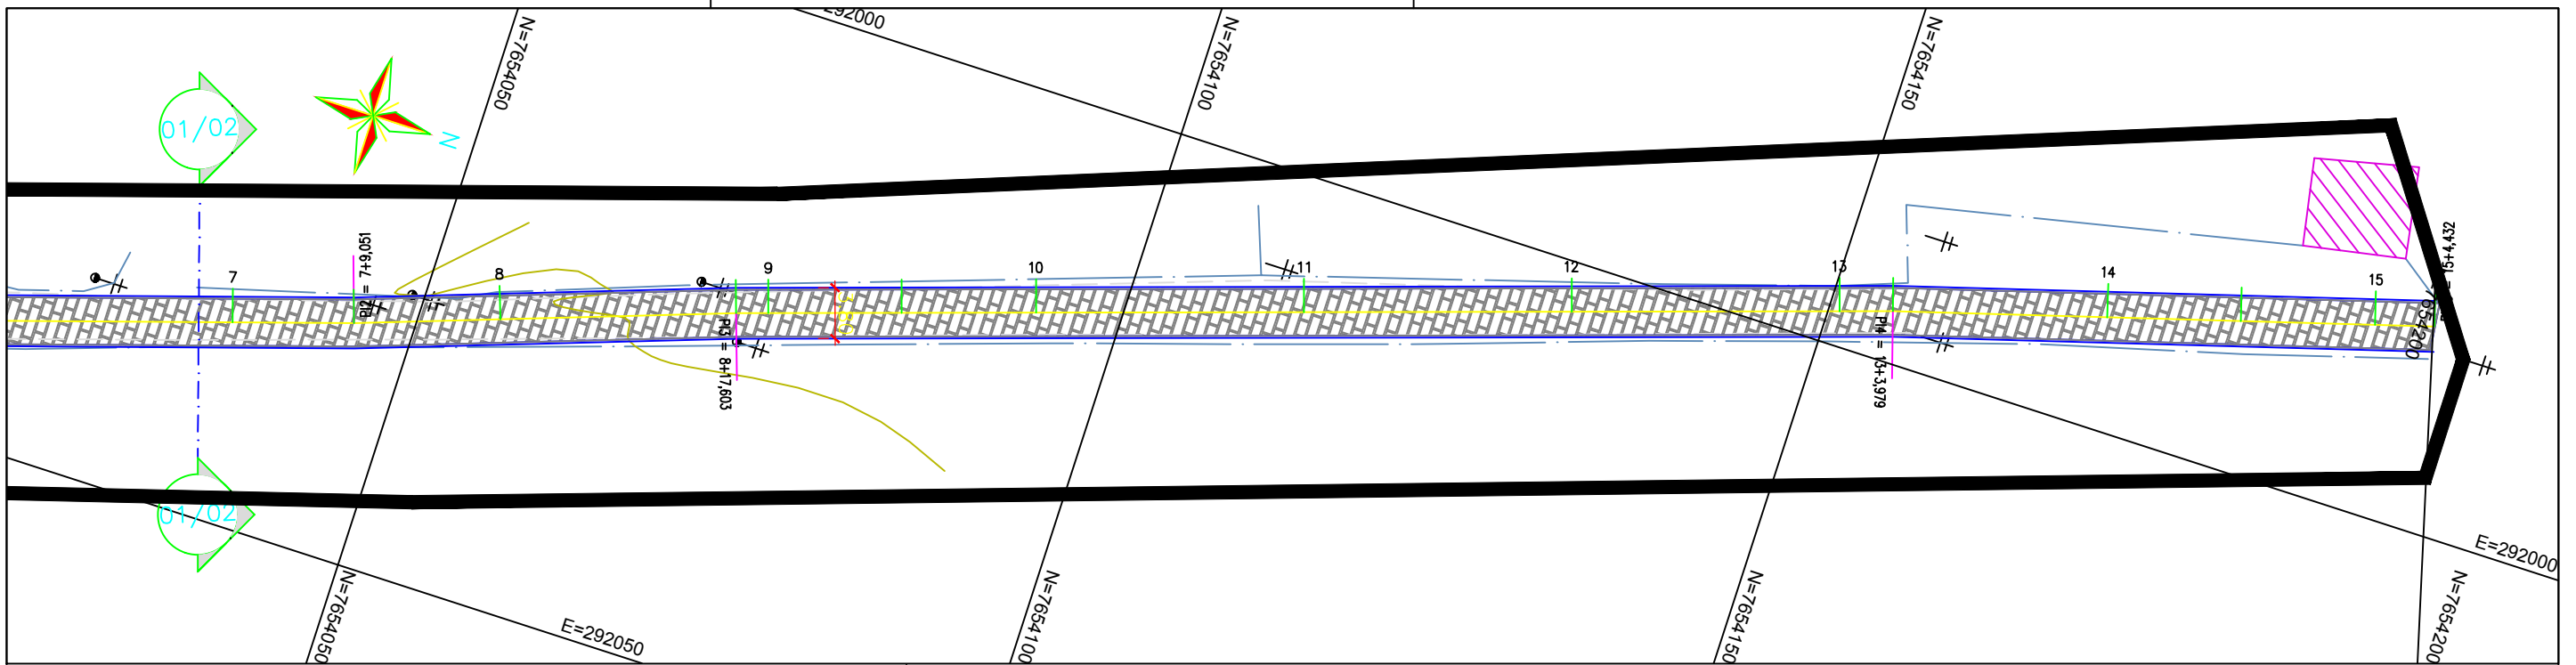 292000
N=7654050
N=7654100
N=7654150
01/02
N
7
PI2 = 7+9,051
8
9
10
11
12
13
14
15
15+4,432
PI3 = 8+17,603
PI4 = 13+3,979
01/02
N=7654050
E=292050
N=7654100
N=7654150
E=292000
N=7654200